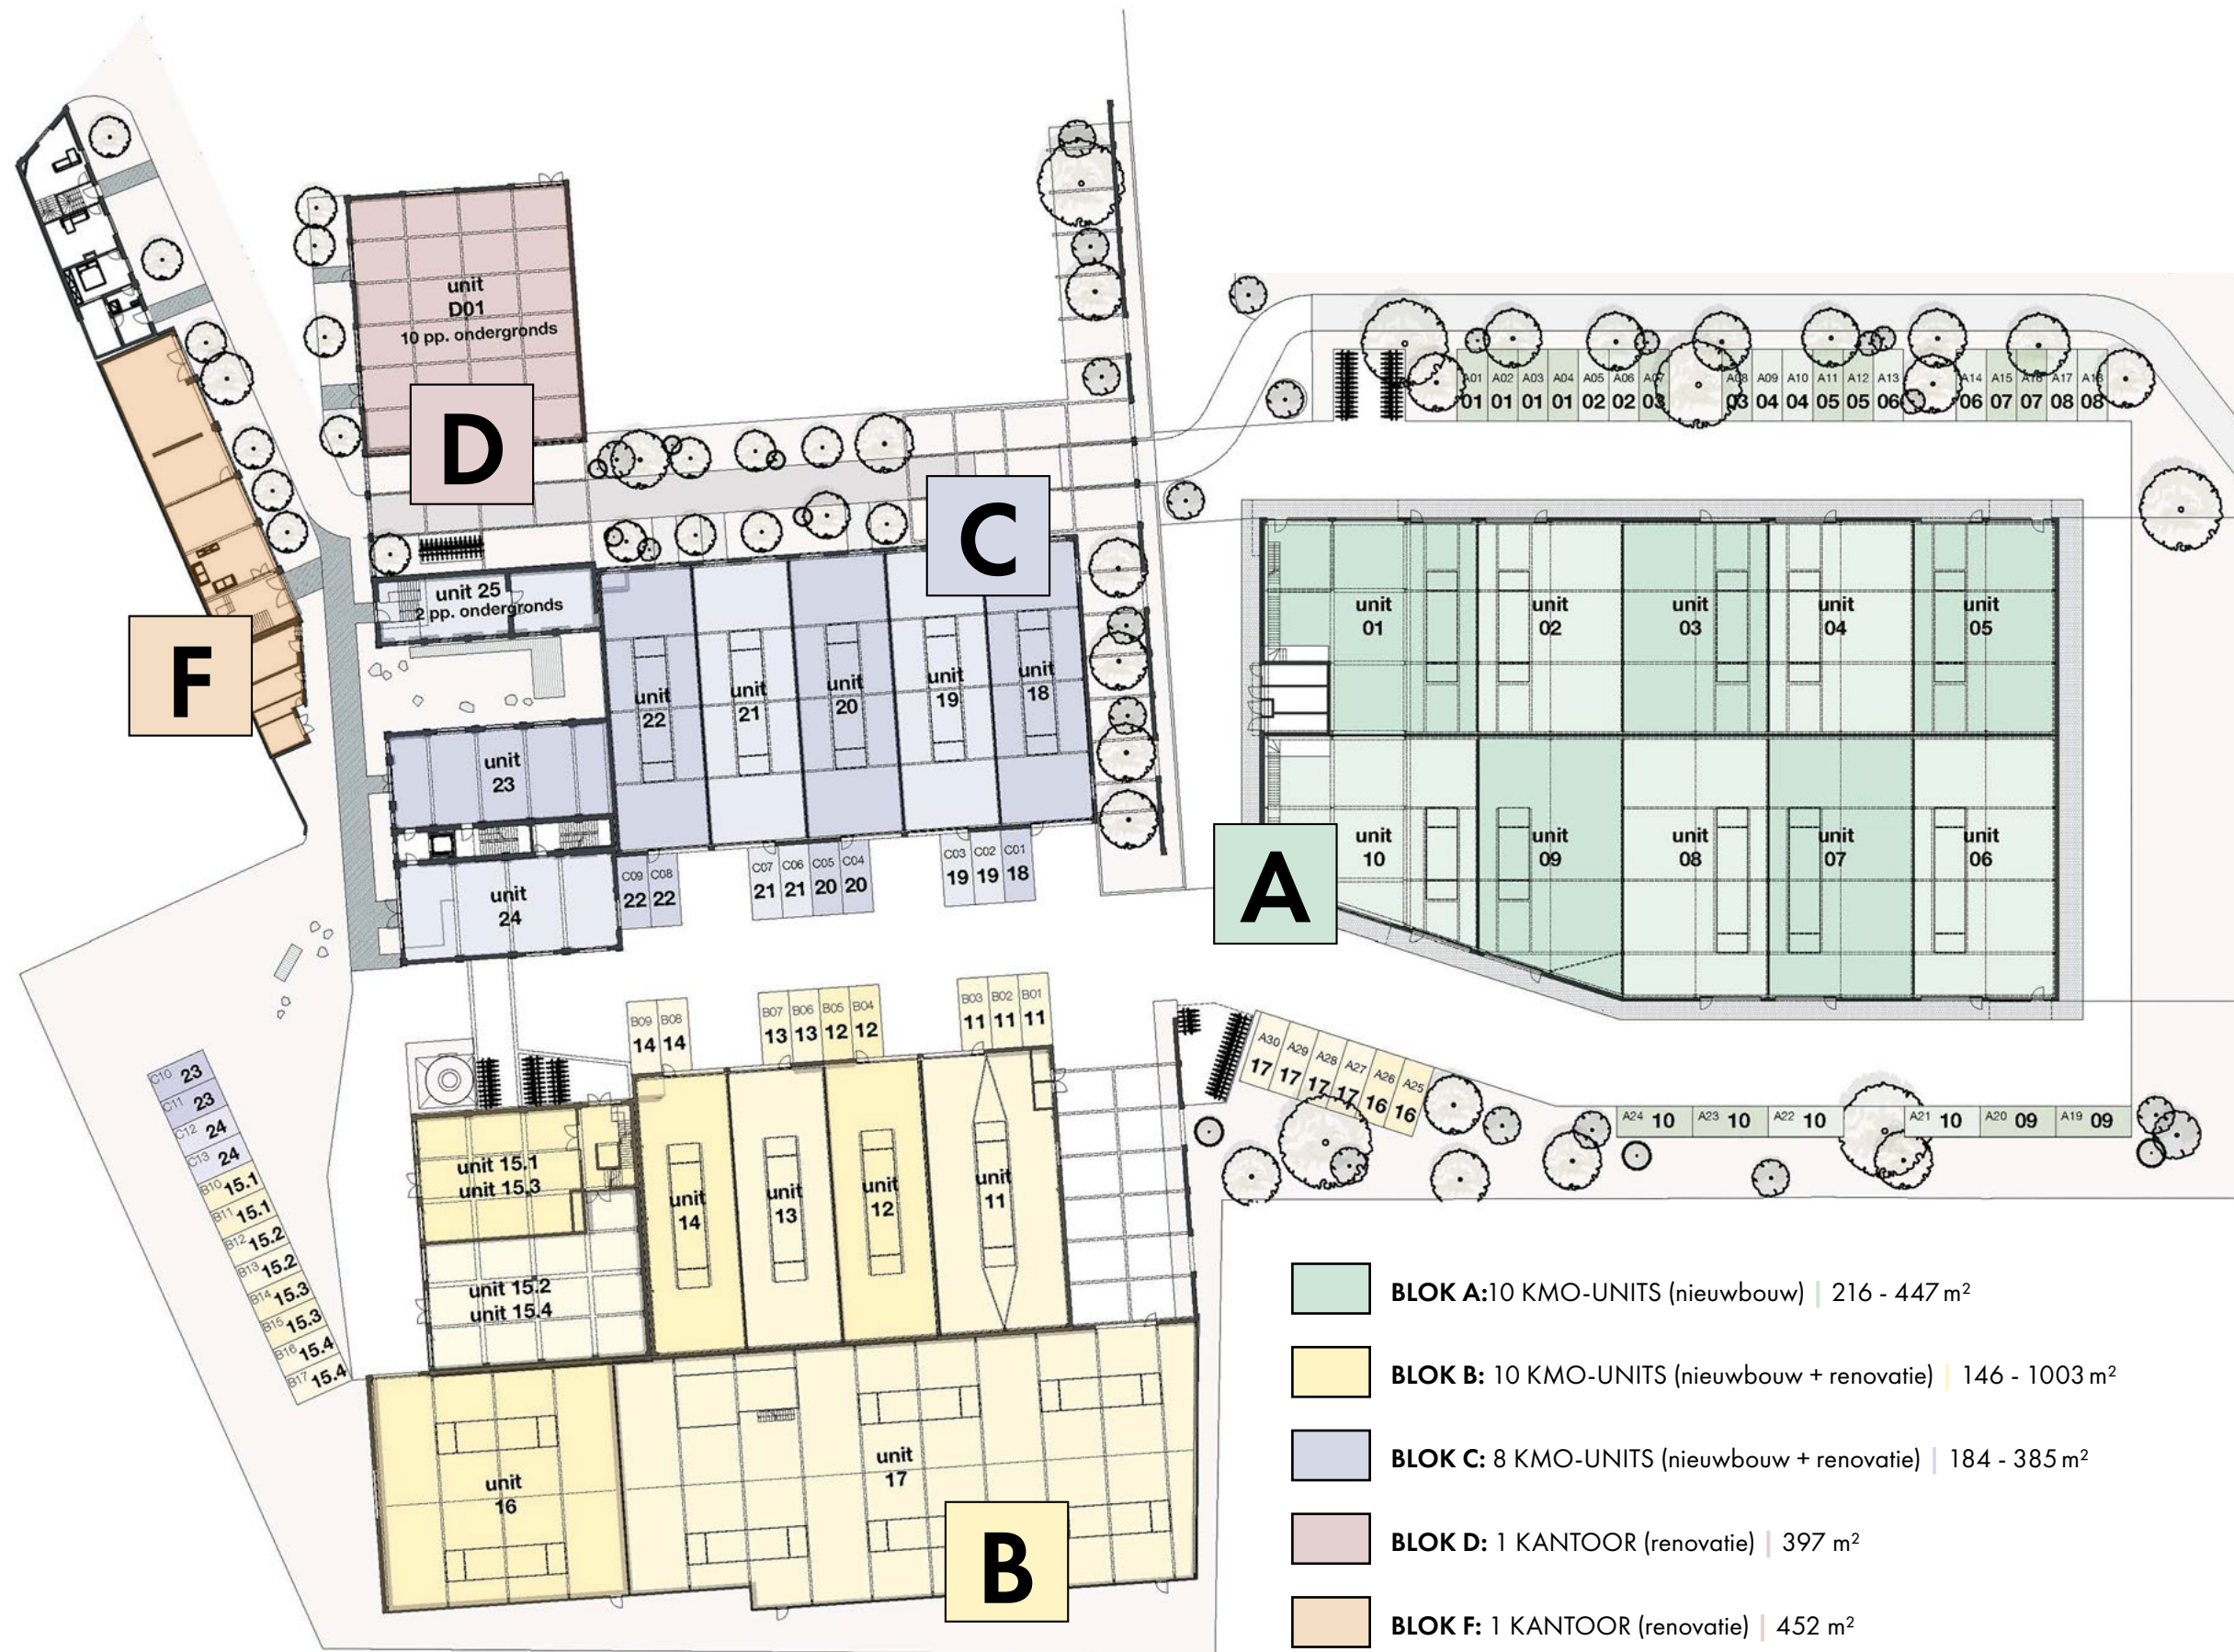 unit
D01
10 pp. ondergronds
D
C
A01 A02 A03 A04 A05 A06 A07 A08 A09 A10 A11 A12 A13 A14 A15 A16 A17 A18
01 01 01 01 02 02 03 03 04 04 05 05 06 06 07 07 08 08
unit 25
2 pp. ondergronds
F
unit
22
unit
21
unit
20
unit
19
unit
18
unit
23
unit
24
unit
01
unit
02
unit
03
unit
04
unit
05
unit
10
unit
09
unit
08
unit
07
unit
06
A
C09 C08
22 22
C07 C06 C05 C04
21 21 20 20
C03 C02 C01
19 19 18
B09 B08
14 14
B07 B06 B05 B04
13 13 12 12
B03 B02 B01
11 11 11
C10 23
C11 23
C12 24
C13 24
B10 15.1
B11 15.1
B12 15.2
B13 15.2
B14 15.3
B15 15.3
B16 15.4
B17 15.4
A30 A29 A28 A27 A26 A25
17 17 17 17 16 16
A24 10 A23 10 A22 10 A21 10 A20 09 A19 09
unit 15.1
unit 15.3
unit 15.2
unit 15.4
unit
14
unit
13
unit
12
unit
11
unit
16
unit
17
B
BLOK A:10 KMO-UNITS (nieuwbouw) | 216 - 447 m²
BLOK B: 10 KMO-UNITS (nieuwbouw + renovatie) | 146 - 1003 m²
BLOK C: 8 KMO-UNITS (nieuwbouw + renovatie) | 184 - 385 m²
BLOK D: 1 KANTOOR (renovatie) | 397 m²
BLOK F: 1 KANTOOR (renovatie) | 452 m²